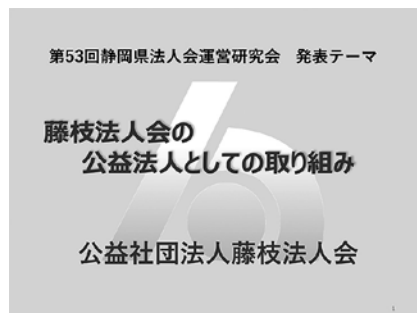 第53回静岡県法人会運営研究会　発表テーマ
藤枝法人会の
公益法人としての取り組み
公益社団法人藤枝法人会
1